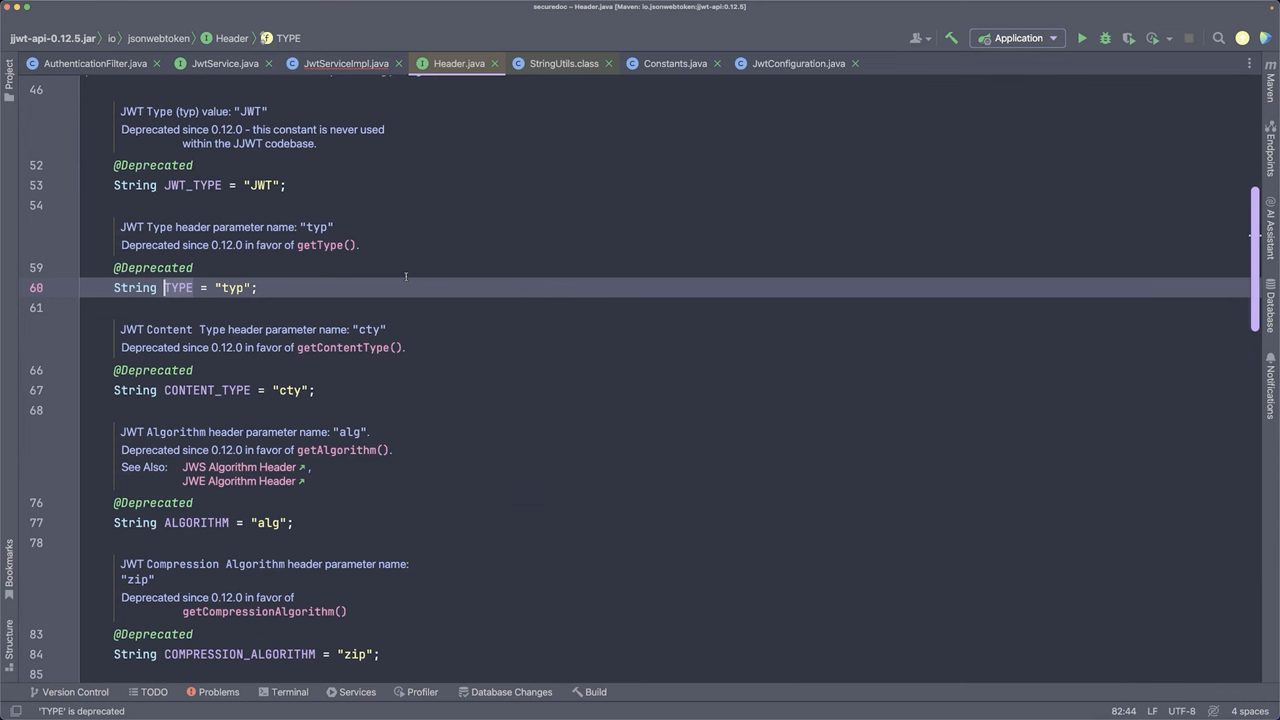 securedoc – Header.java [Maven: io.jsonwebtoken:jjwt-api-0.12.5]
jjwt-api-0.12.5.jar io jsonwebtoken Header TYPE
Application
AuthenticationFilter.java JwtService.java JwtServiceImpl.java Header.java StringUtils.class Constants.java JwtConfiguration.java
Project
Maven
Endpoints
AI Assistant
Database
Notifications
Bookmarks
Structure
46
JWT Type (typ) value: "JWT"
Deprecated since 0.12.0 - this constant is never used
within the JJWT codebase.
52 @Deprecated
53 String JWT_TYPE = "JWT";
54
JWT Type header parameter name: "typ"
Deprecated since 0.12.0 in favor of getType().
59 @Deprecated
60 String TYPE = "typ";
61
JWT Content Type header parameter name: "cty"
Deprecated since 0.12.0 in favor of getContentType().
66 @Deprecated
67 String CONTENT_TYPE = "cty";
68
JWT Algorithm header parameter name: "alg".
Deprecated since 0.12.0 in favor of getAlgorithm().
See Also: JWS Algorithm Header ,
JWE Algorithm Header
76 @Deprecated
77 String ALGORITHM = "alg";
78
JWT Compression Algorithm header parameter name:
"zip"
Deprecated since 0.12.0 in favor of
getCompressionAlgorithm()
83 @Deprecated
84 String COMPRESSION_ALGORITHM = "zip";
85
Version Control TODO Problems Terminal Services Profiler Database Changes Build
'TYPE' is deprecated 82:44 LF UTF-8 4 spaces